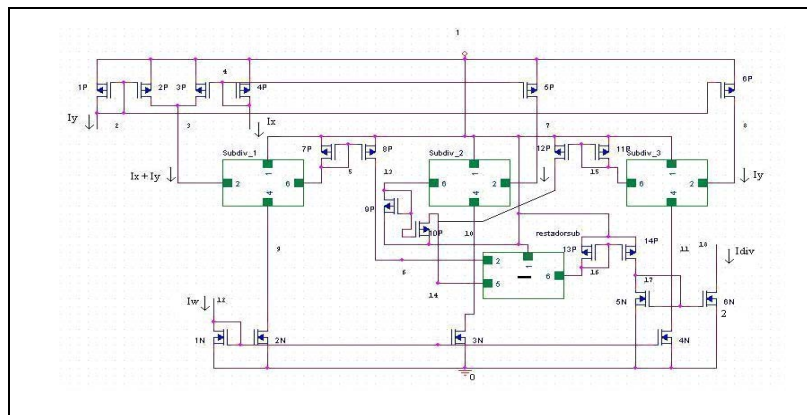 1
1P
2P
3P
4
4P
5P
6P
Iy
2
3
Ix
7
8
Subdiv_1
7P
8P
Subdiv_2
12P
11P
Subdiv_3
Ix + Iy
2
1
6
4
5
13
6
1
2
4
15
6
1
2
4
Iy
9P
10P
10
restadorsub
9
6
14
2
5
1
6
13P
14P
16
11
18
Idiv
17
Iw
12
5N
6N
2
1N
2N
3N
4N
0